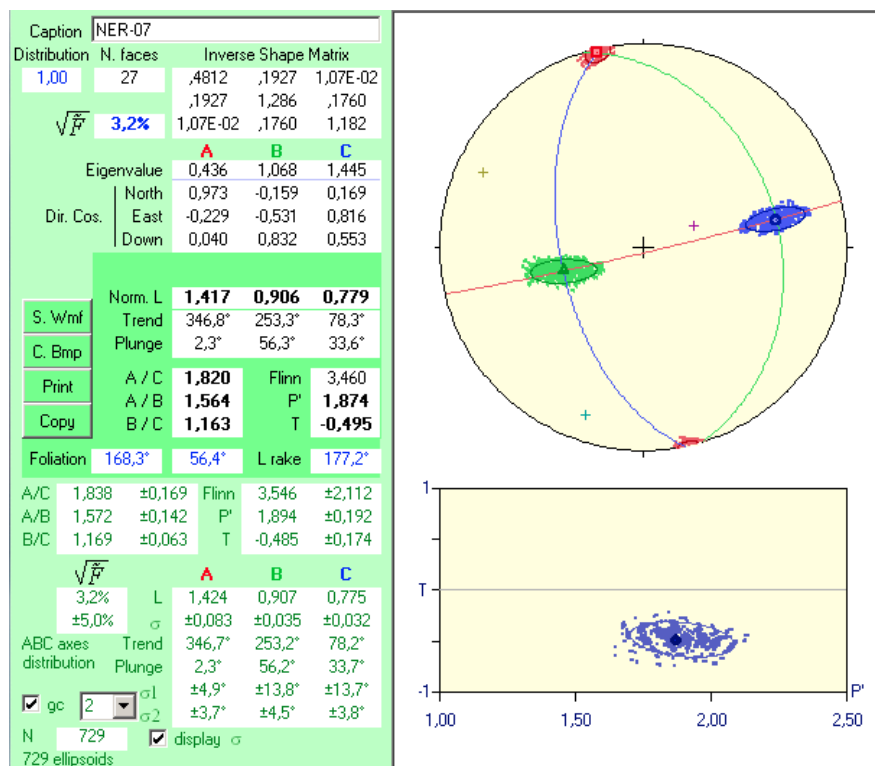 Caption NER-07
Distribution N. faces Inverse Shape Matrix
1,00 27 ,4812 ,1927 1,07E-02
,1927 1,286 ,1760
√F̃ 3,2% 1,07E-02 ,1760 1,182
A B C
Eigenvalue 0,436 1,068 1,445
North 0,973 -0,159 0,169
Dir. Cos. East -0,229 -0,531 0,816
Down 0,040 0,832 0,553
Norm. L 1,417 0,906 0,779
S. Wmf Trend 346,8° 253,3° 78,3°
C. Bmp Plunge 2,3° 56,3° 33,6°
Print A / C 1,820 Flinn 3,460
A / B 1,564 P' 1,874
Copy B / C 1,163 T -0,495
Foliation 168,3° 56,4° L rake 177,2°
A/C 1,838 ±0,169 Flinn 3,546 ±2,112
A/B 1,572 ±0,142 P' 1,894 ±0,192
B/C 1,169 ±0,063 T -0,485 ±0,174
√F̃ A B C
3,2% L 1,424 0,907 0,775
±5,0% σ ±0,083 ±0,035 ±0,032
ABC axes Trend 346,7° 253,2° 78,2°
distribution Plunge 2,3° 56,2° 33,7°
gc 2 σ1 ±4,9° ±13,8° ±13,7°
σ2 ±3,7° ±4,5° ±3,8°
N 729 display σ
729 ellipsoids
1
T
-1 P'
1,00 1,50 2,00 2,50